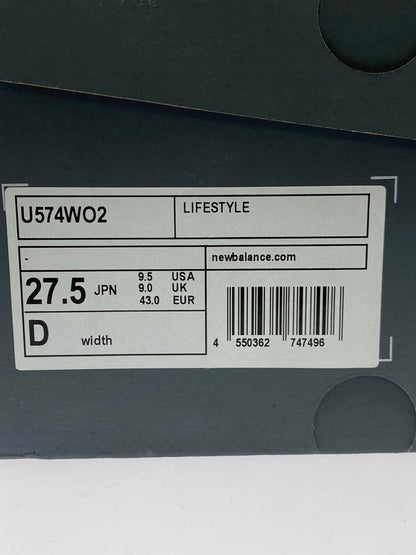 U574WO2
LIFESTYLE
-
newbalance.com
27.5 JPN
9.5 USA
9.0 UK
43.0 EUR
D width
4 550362 747496